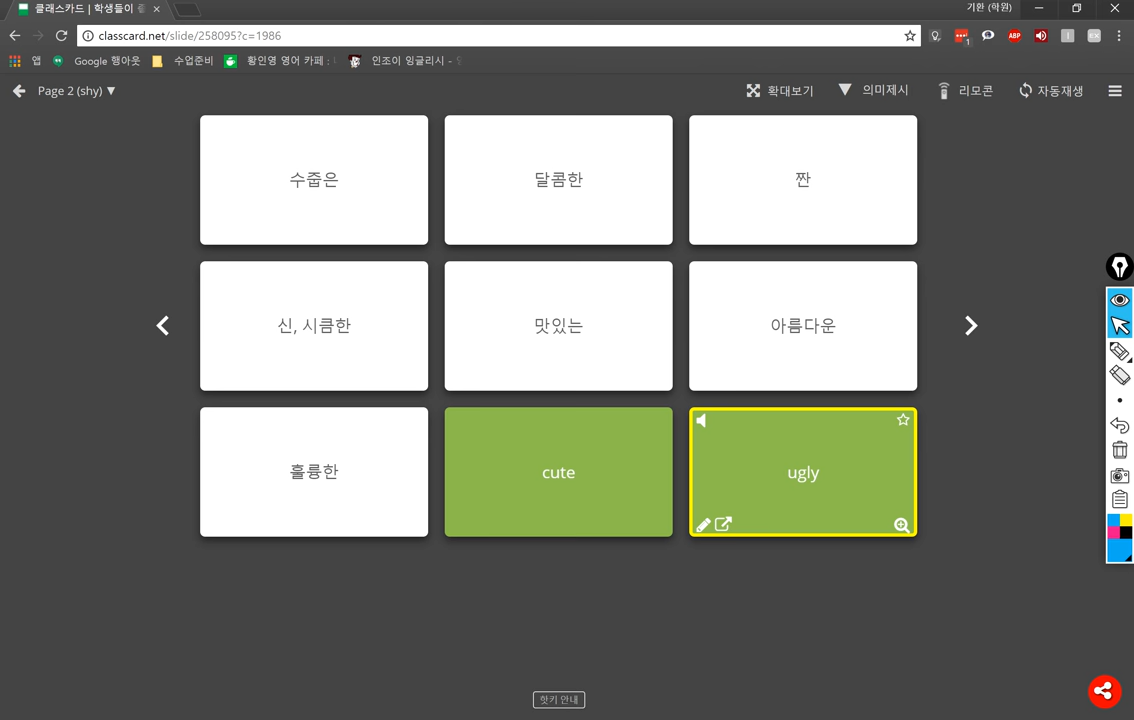 기환 (학원)
클래스카드 | 학생들이 클
classcard.net/slide/258095?c=1986
앱
Google 행아웃
수업준비
황인영 영어 카페 :
인조이 잉글리시 -
Page 2 (shy) ▼
확대보기
▼ 의미제시
리모콘
자동재생
수줍은
달콤한
짠
신, 시큼한
맛있는
아름다운
훌륭한
cute
ugly
핫키 안내
ABP
1